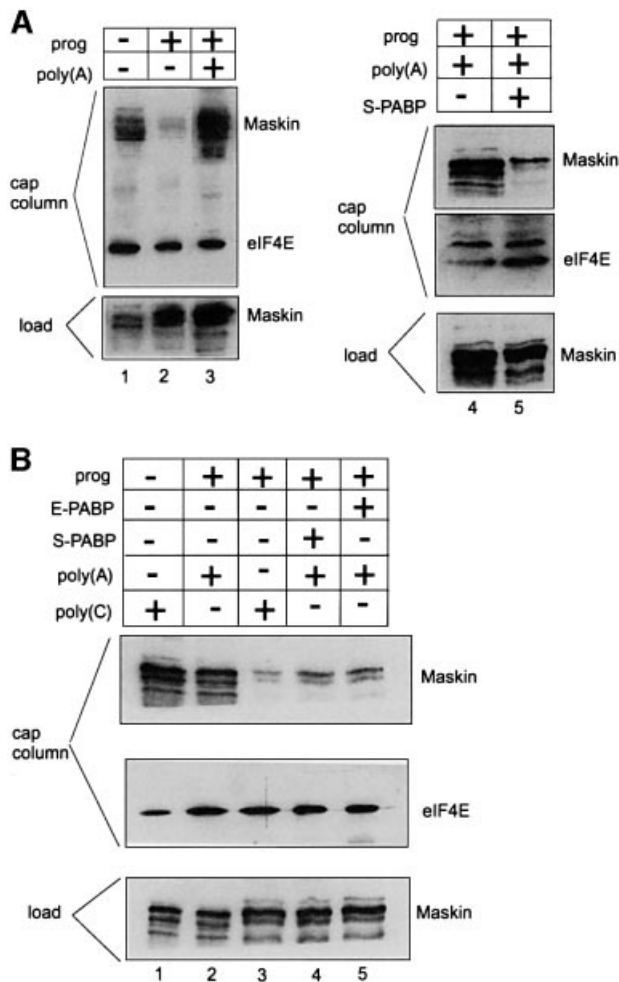 A
prog - + +
poly(A) - - +
cap column
Maskin
eIF4E
load
Maskin
1 2 3
prog + +
poly(A) + +
S-PABP - +
cap column
Maskin
eIF4E
load
Maskin
4 5
B
prog - + + + +
E-PABP - - - - +
S-PABP - - - + -
poly(A) - + - + +
poly(C) + - + - -
cap column
Maskin
eIF4E
load
Maskin
1 2 3 4 5